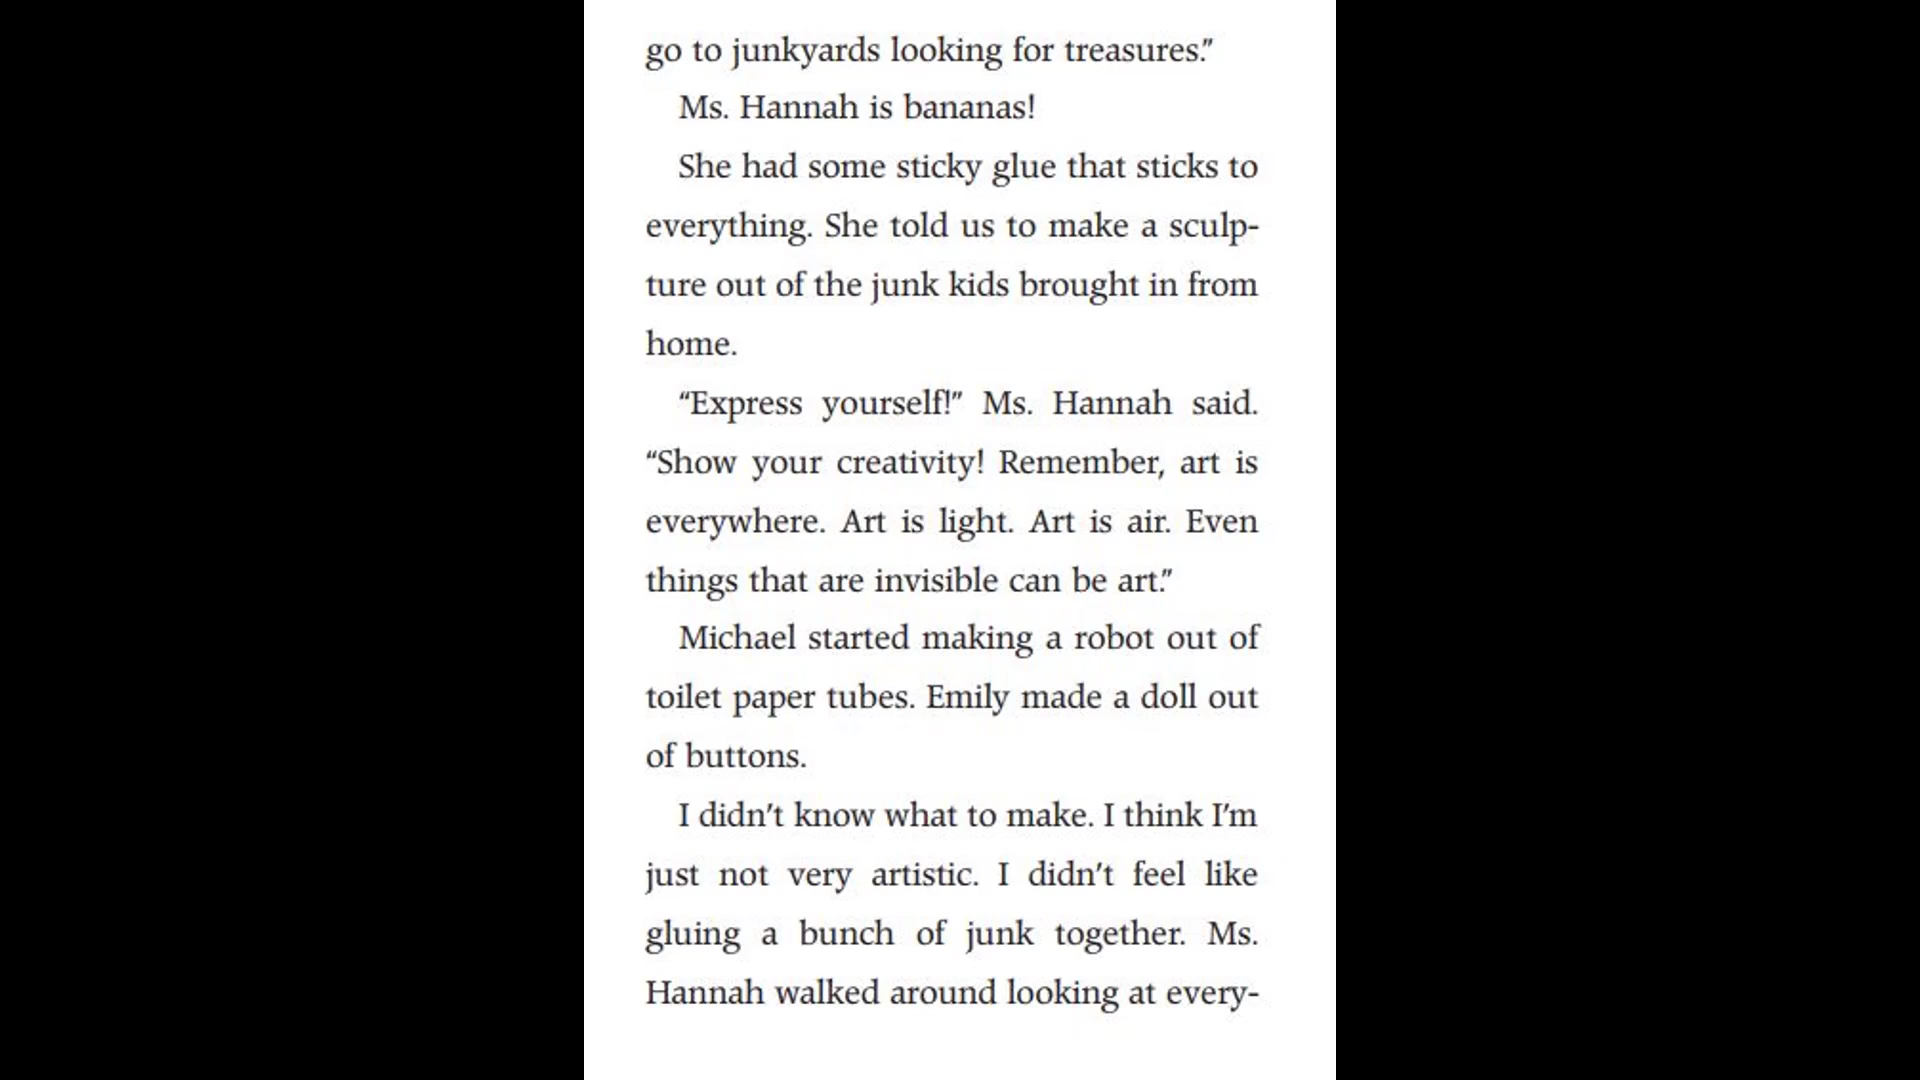 go to junkyards looking for treasures.”
Ms. Hannah is bananas!
She had some sticky glue that sticks to
everything. She told us to make a sculp-
ture out of the junk kids brought in from
home.
“Express yourself!” Ms. Hannah said.
“Show your creativity! Remember, art is
everywhere. Art is light. Art is air. Even
things that are invisible can be art.”
Michael started making a robot out of
toilet paper tubes. Emily made a doll out
of buttons.
I didn’t know what to make. I think I’m
just not very artistic. I didn’t feel like
gluing a bunch of junk together. Ms.
Hannah walked around looking at every-